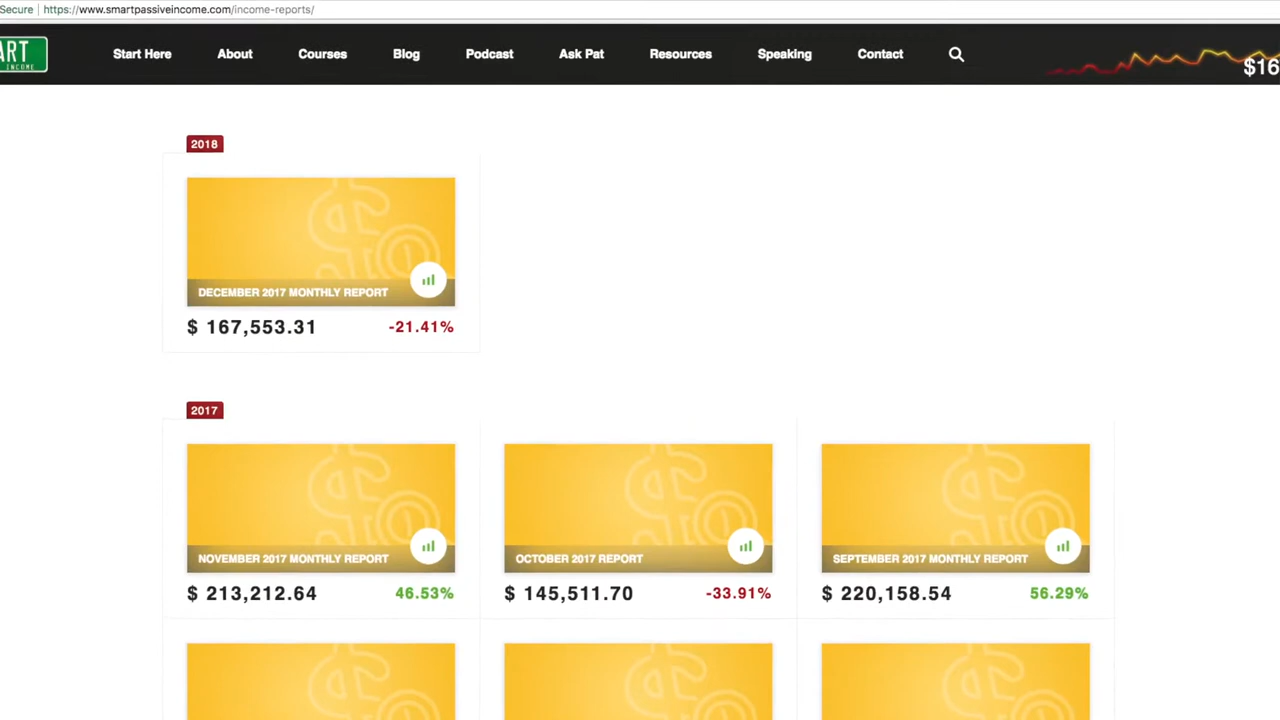 Secure https://www.smartpassiveincome.com/income-reports/
ART
INCOME
Start Here About Courses Blog Podcast Ask Pat Resources Speaking Contact
$16
2018
DECEMBER 2017 MONTHLY REPORT
$ 167,553.31 -21.41%
2017
NOVEMBER 2017 MONTHLY REPORT OCTOBER 2017 REPORT SEPTEMBER 2017 MONTHLY REPORT
$ 213,212.64 46.53% $ 145,511.70 -33.91% $ 220,158.54 56.29%